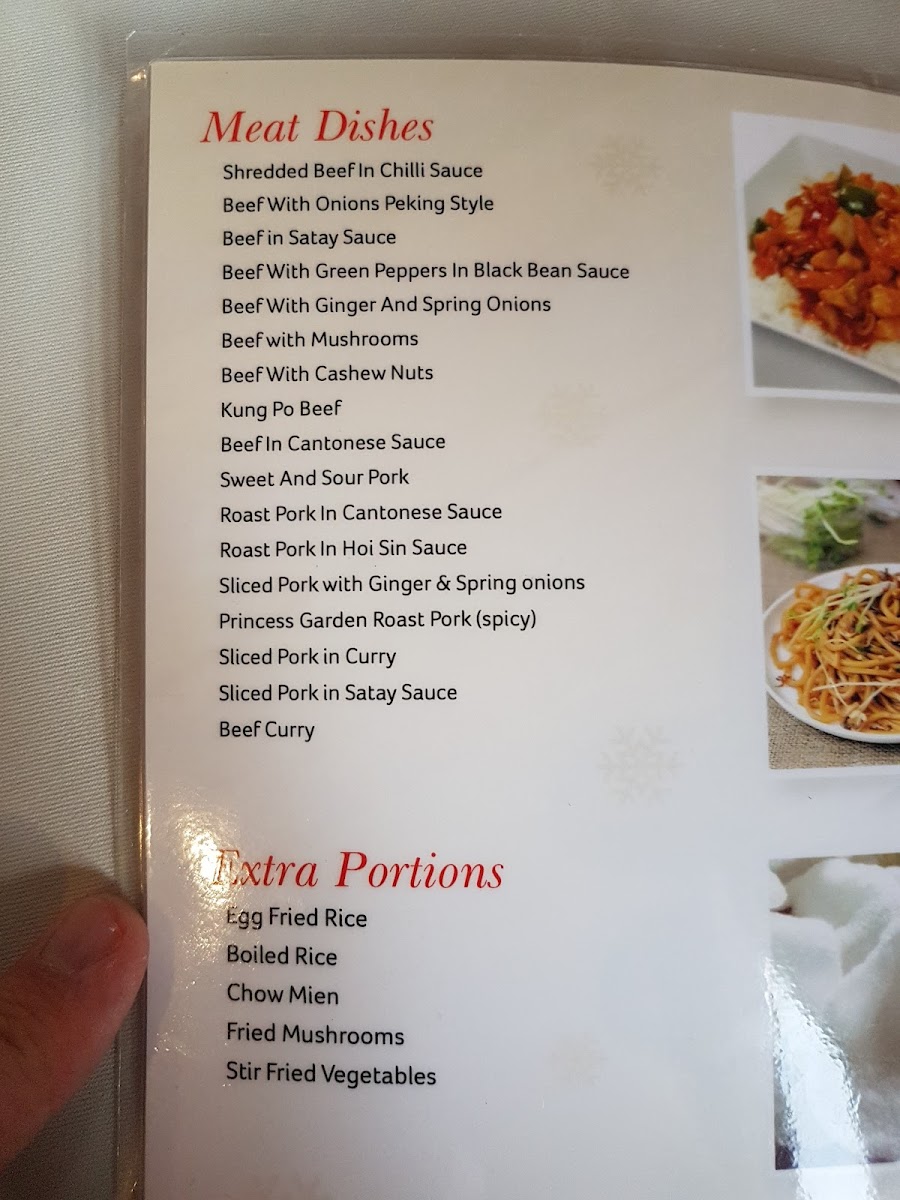 Meat Dishes
Shredded Beef In Chilli Sauce
Beef With Onions Peking Style
Beef in Satay Sauce
Beef With Green Peppers In Black Bean Sauce
Beef With Ginger And Spring Onions
Beef with Mushrooms
Beef With Cashew Nuts
Kung Po Beef
Beef In Cantonese Sauce
Sweet And Sour Pork
Roast Pork In Cantonese Sauce
Roast Pork In Hoi Sin Sauce
Sliced Pork with Ginger & Spring onions
Princess Garden Roast Pork (spicy)
Sliced Pork in Curry
Sliced Pork in Satay Sauce
Beef Curry
Extra Portions
Egg Fried Rice
Boiled Rice
Chow Mien
Fried Mushrooms
Stir Fried Vegetables